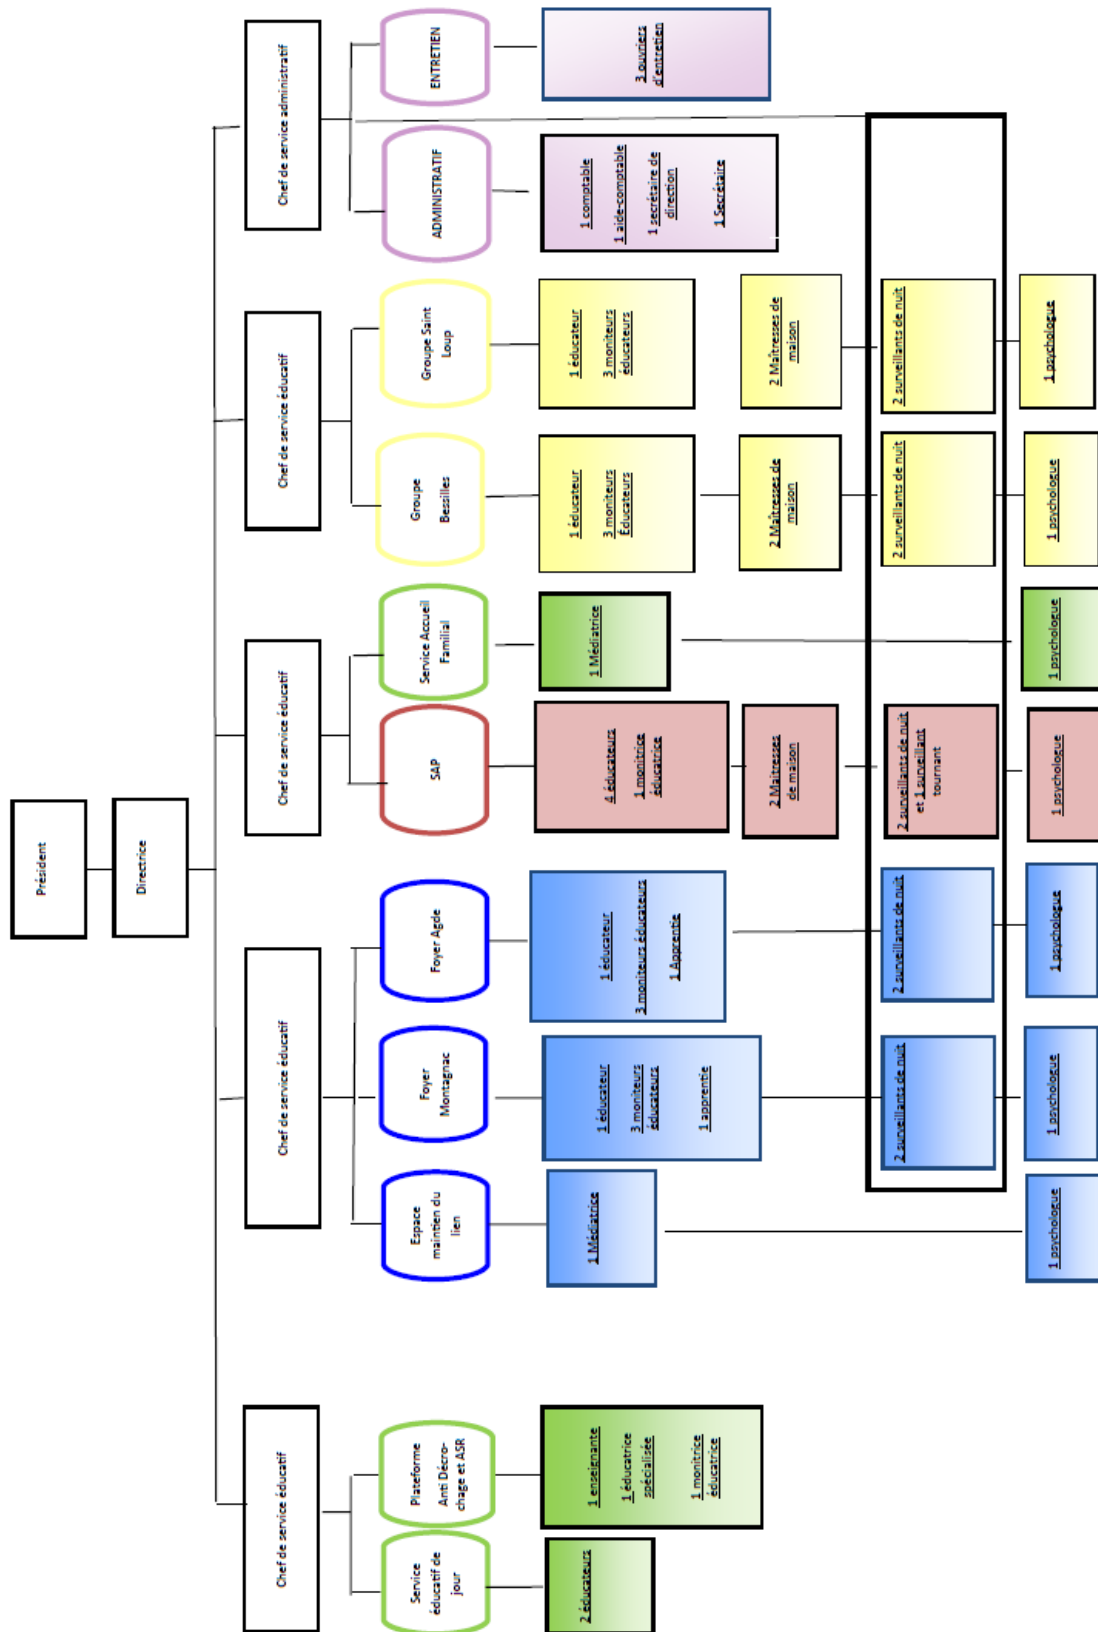 Président
Directrice
Chef de service éducatif
Chef de service éducatif
Chef de service éducatif
Chef de service éducatif
Chef de service administratif
Service
éducatif de
jour
Plateforme
Anti Décro-
chage et ASR
Espace
maintien du
lien
Foyer
Montagnac
Foyer Agde
SAP
Service Accueil
Familial
Groupe
Bessilles
Groupe Saint
Loup
ADMINISTRATIF
ENTRETIEN
2 éducateurs
1 enseignante
1 éducatrice
spécialisée
1 monitrice
éducatrice
1 Médiatrice
1 éducateur
3 moniteurs
éducateurs
1 apprentie
1 éducateur
3 moniteurs éducateurs
1 Apprentie
4 éducateurs
1 monitrice
éducatrice
1 Médiatrice
1 éducateur
3 moniteurs
Éducateurs
1 éducateur
3 moniteurs
éducateurs
1 comptable
1 aide-comptable
1 secrétaire de
direction
1 Secrétaire
3 ouvriers
d'entretien
2 Maîtresses
de maison
2 Maîtresses de
maison
2 Maîtresses de
maison
2 surveillants de nuit
2 surveillants de nuit
2 surveillants de nuit
et 1 surveillant
tournant
2 surveillants de nuit
2 surveillants de nuit
1 psychologue
1 psychologue
1 psychologue
1 psychologue
1 psychologue
1 psychologue
1 psychologue